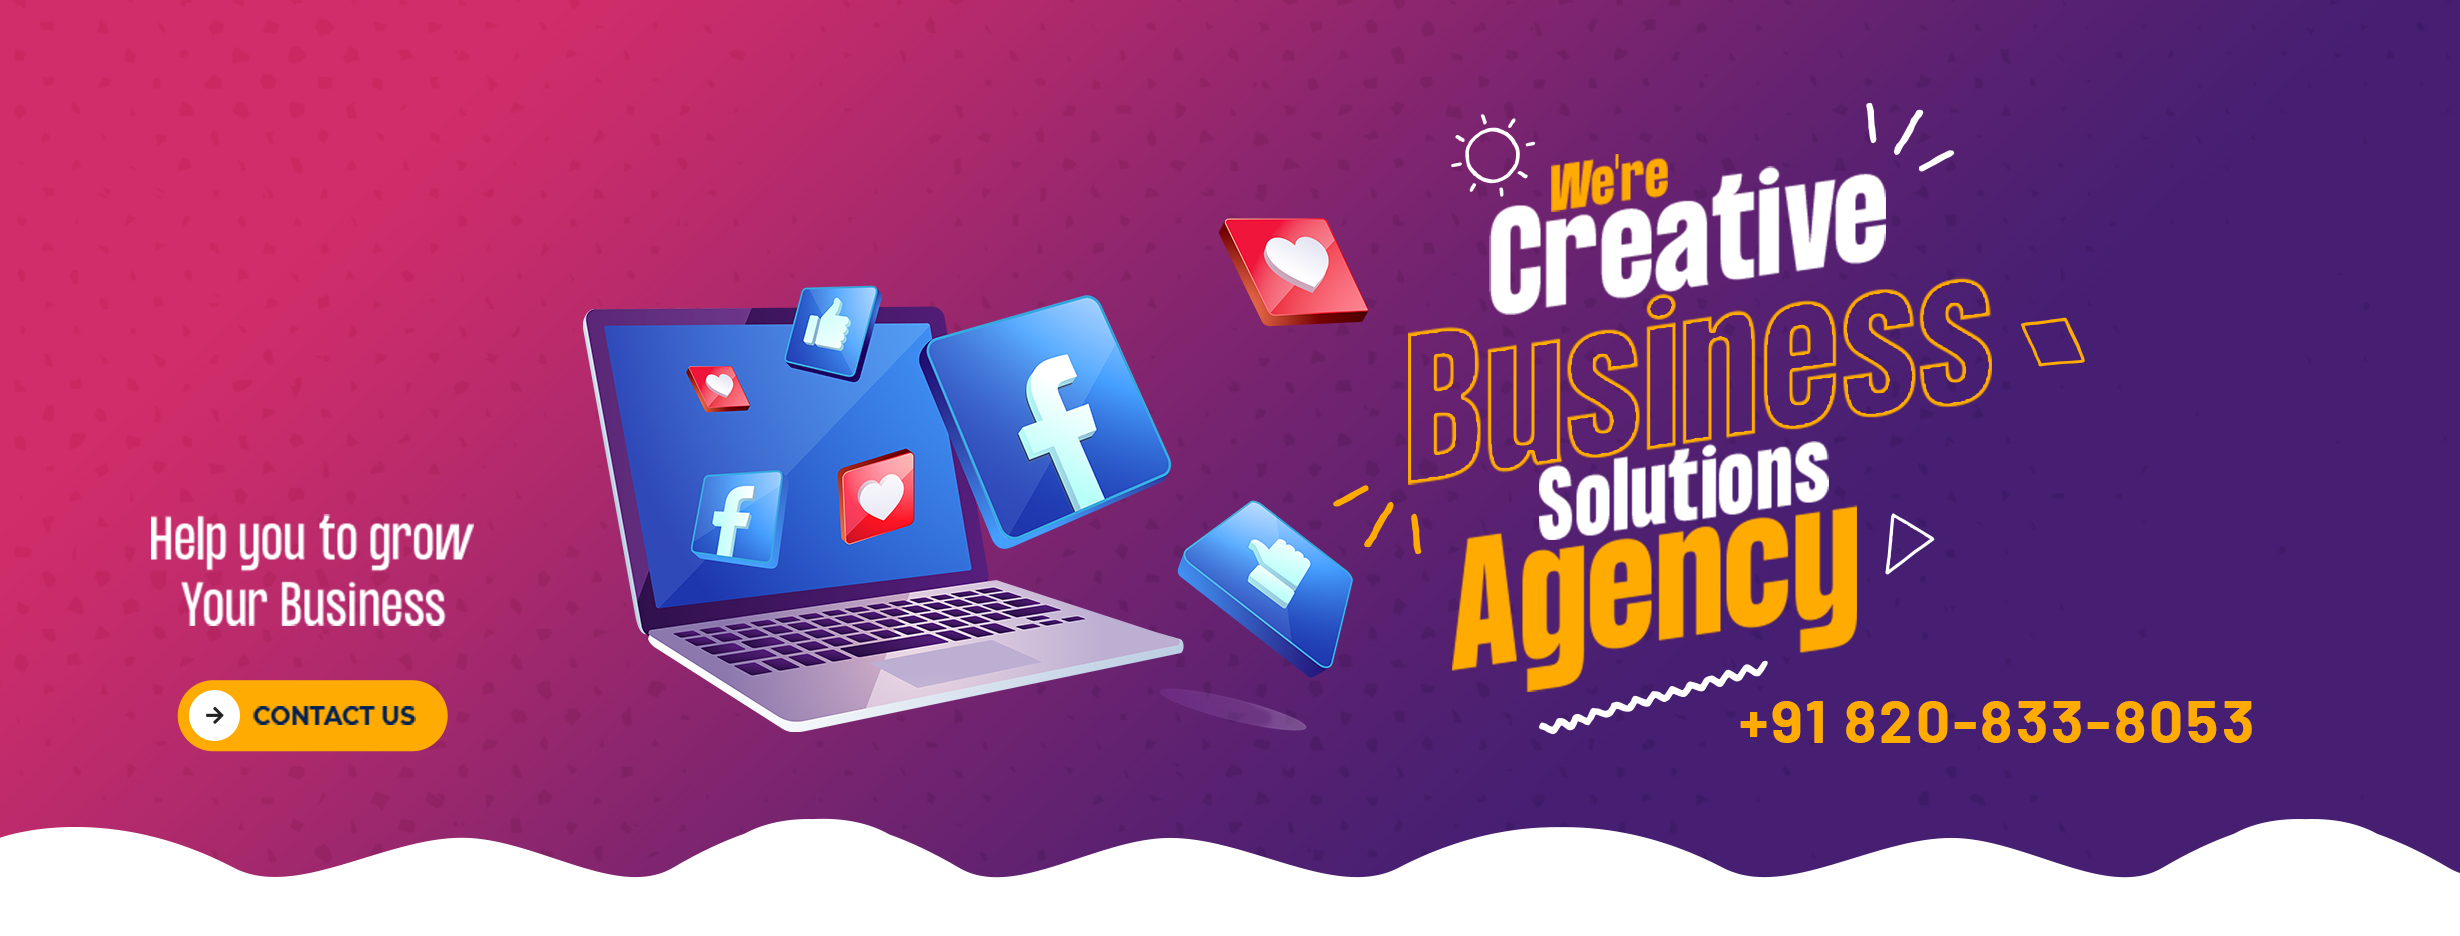 We're
Creative
Business
Solutions
Agency
+91 820-833-8053
Help you to grow
Your Business
CONTACT US